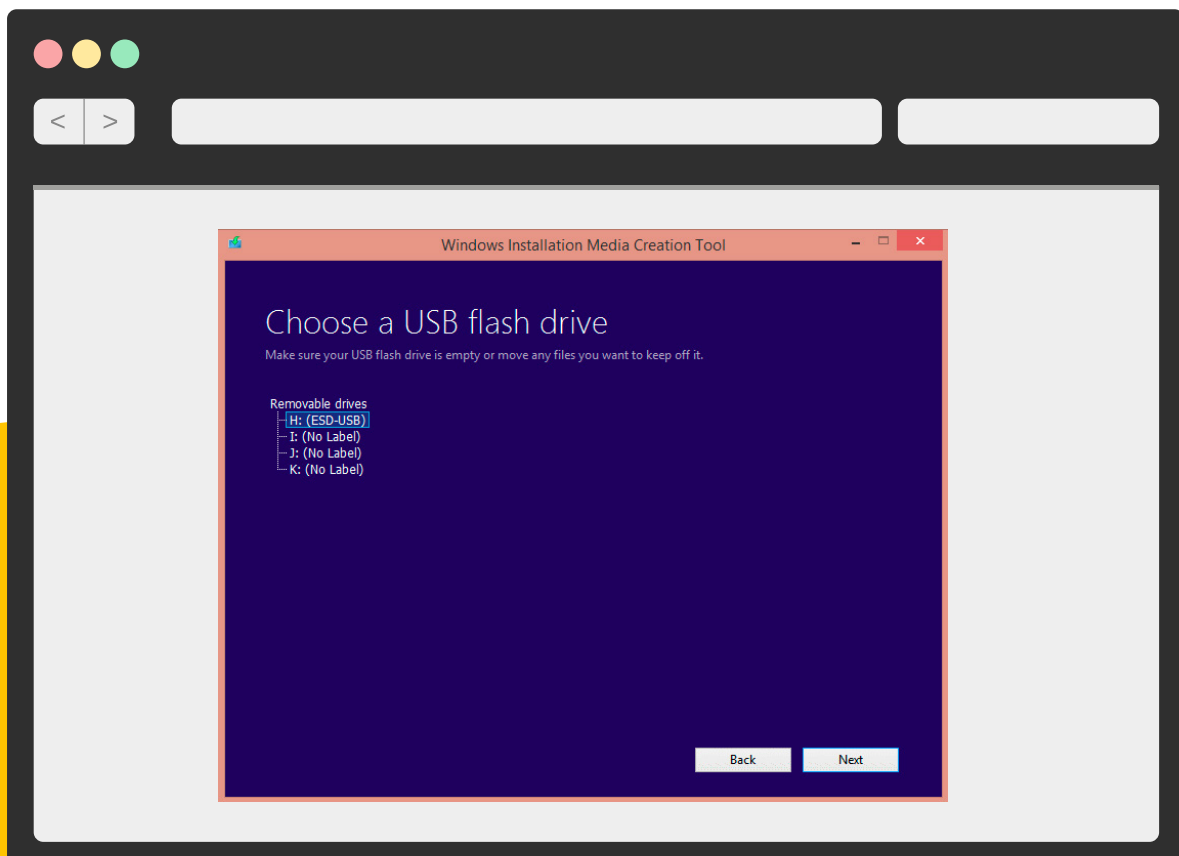 < >
Windows Installation Media Creation Tool
Choose a USB flash drive
Make sure your USB flash drive is empty or move any files you want to keep off it.
Removable drives
H: (ESD-USB)
I: (No Label)
J: (No Label)
K: (No Label)
Back Next